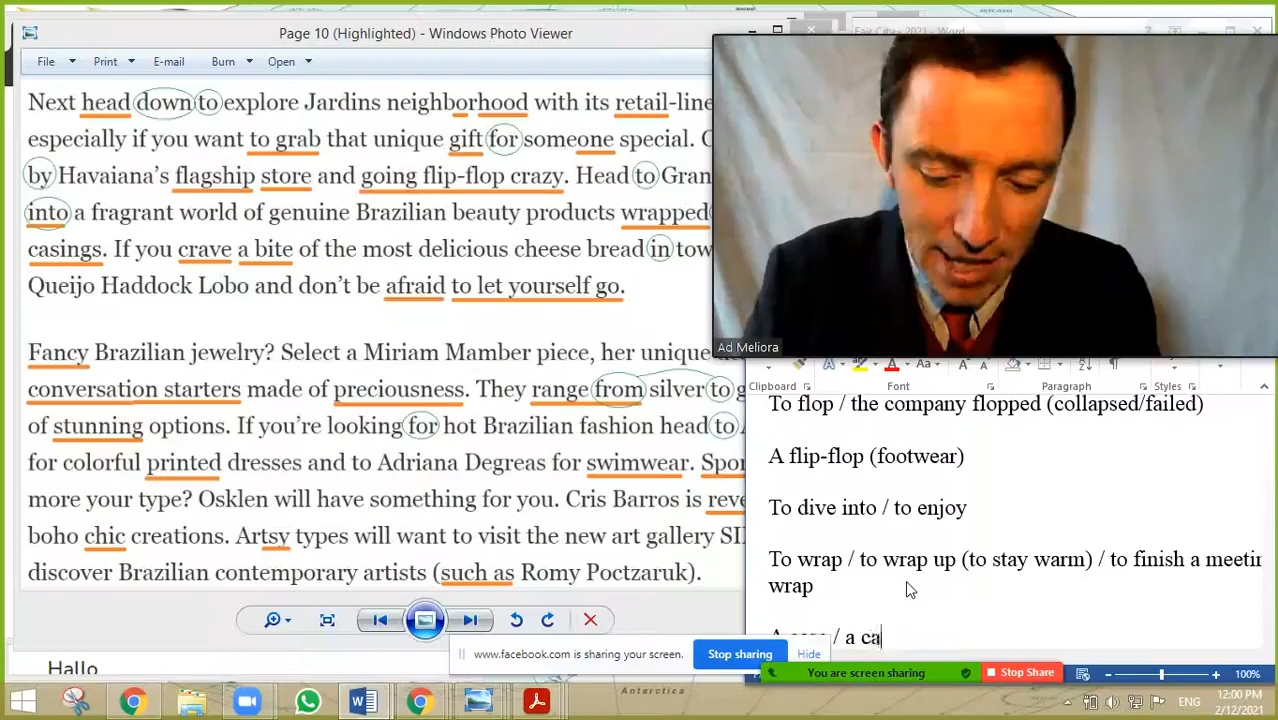 Page 10 (Highlighted) - Windows Photo Viewer
Fair City - 2021 - Word
File Print E-mail Burn Open
Next head down to explore Jardins neighborhood with its retail-line
especially if you want to grab that unique gift for someone special.
by Havaiana's flagship store and going flip-flop crazy. Head to Gran
into a fragrant world of genuine Brazilian beauty products wrapped
casings. If you crave a bite of the most delicious cheese bread in tow
Queijo Haddock Lobo and don't be afraid to let yourself go.
Fancy Brazilian jewelry? Select a Miriam Mamber piece, her unique
conversation starters made of preciousness. They range from silver to g
of stunning options. If you're looking for hot Brazilian fashion head to
for colorful printed dresses and to Adriana Degreas for swimwear. Spor
more your type? Osklen will have something for you. Cris Barros is reve
boho chic creations. Artsy types will want to visit the new art gallery
discover Brazilian contemporary artists (such as Romy Poctzaruk).
Ad Meliora
Clipboard Font Paragraph Styles
To flop / the company flopped (collapsed/failed)
A flip-flop (footwear)
To dive into / to enjoy
To wrap / to wrap up (to stay warm) / to finish a meetin
wrap
/ a ca
www.facebook.com is sharing your screen. Stop sharing Hide
Hallo
You are screen sharing Stop Share
100%
Antarctica
ENG
12:00 PM
2/12/2021